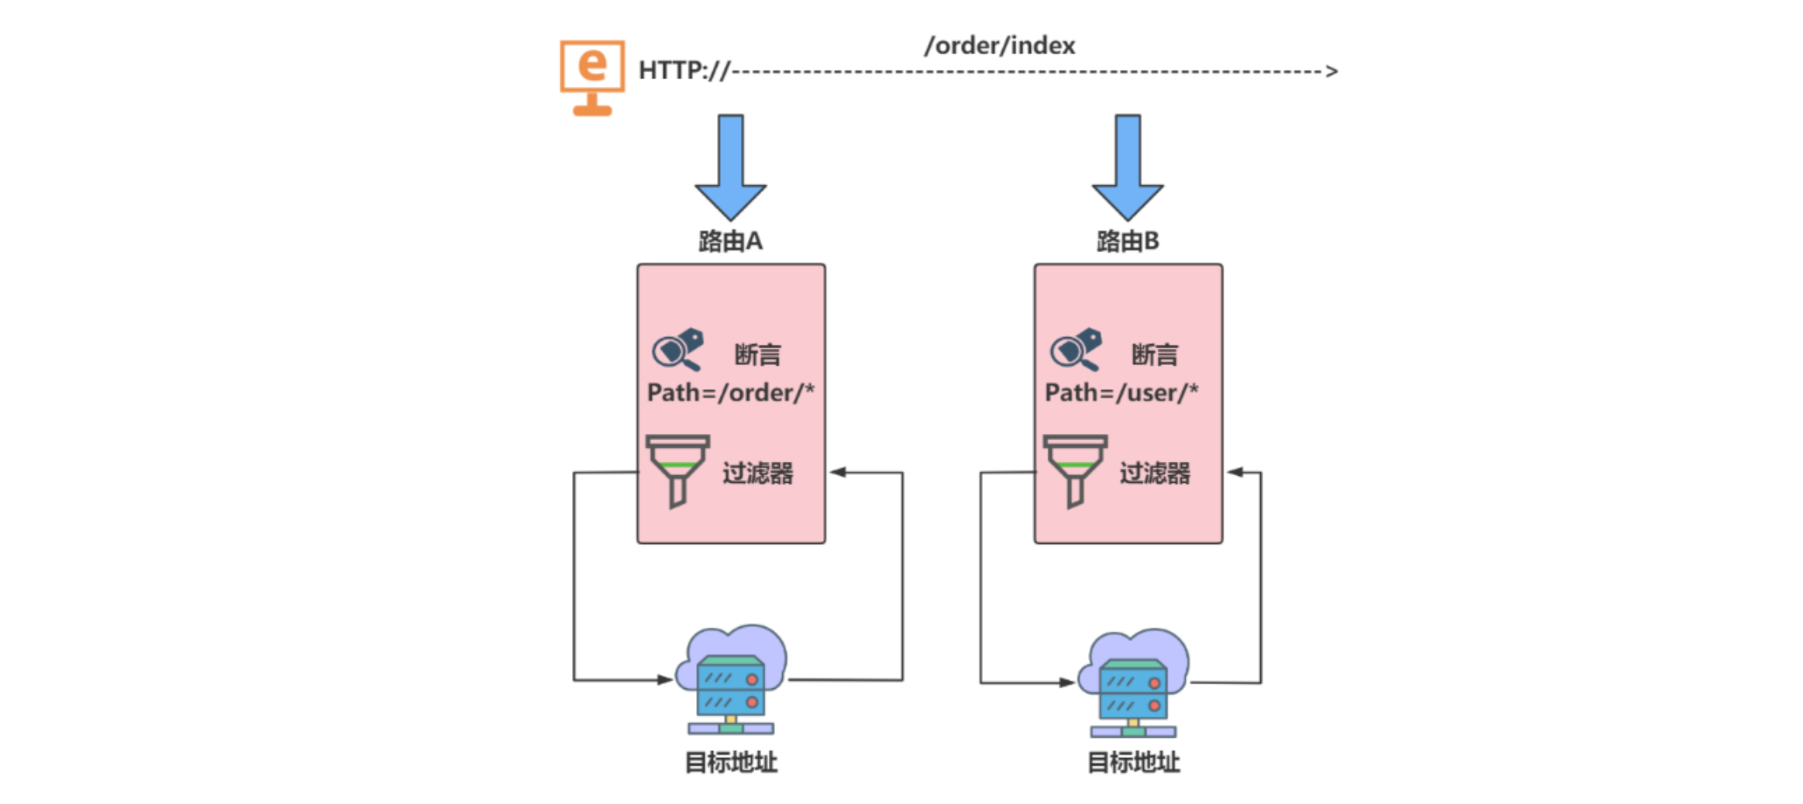 /order/index
HTTP://
路由A
路由B
断言
Path=/order/*
过滤器
断言
Path=/user/*
过滤器
目标地址
目标地址